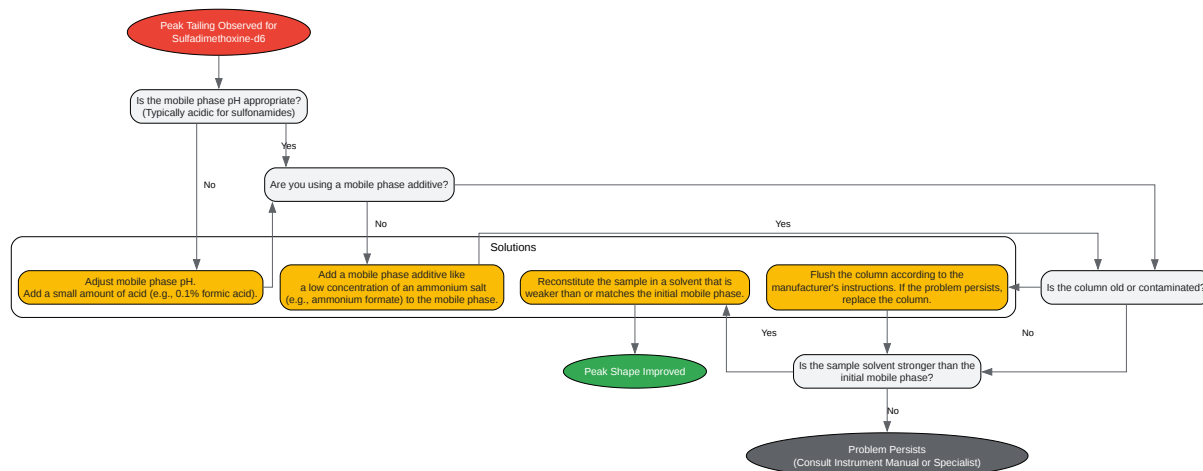 Peak Tailing Observed for
Sulfadimethoxine-d6
Is the mobile phase pH appropriate?
(Typically acidic for sulfonamides)
Yes
No
Are you using a mobile phase additive?
No
Yes
Solutions
Adjust mobile phase pH.
Add a small amount of acid (e.g., 0.1% formic acid).
Add a mobile phase additive like
a low concentration of an ammonium salt
(e.g., ammonium formate) to the mobile phase.
Reconstitute the sample in a solvent that is
weaker than or matches the initial mobile phase.
Flush the column according to the
manufacturer's instructions. If the problem persists,
replace the column.
Is the column old or contaminated?
Yes
No
Peak Shape Improved
Is the sample solvent stronger than the
initial mobile phase?
No
Problem Persists
(Consult Instrument Manual or Specialist)